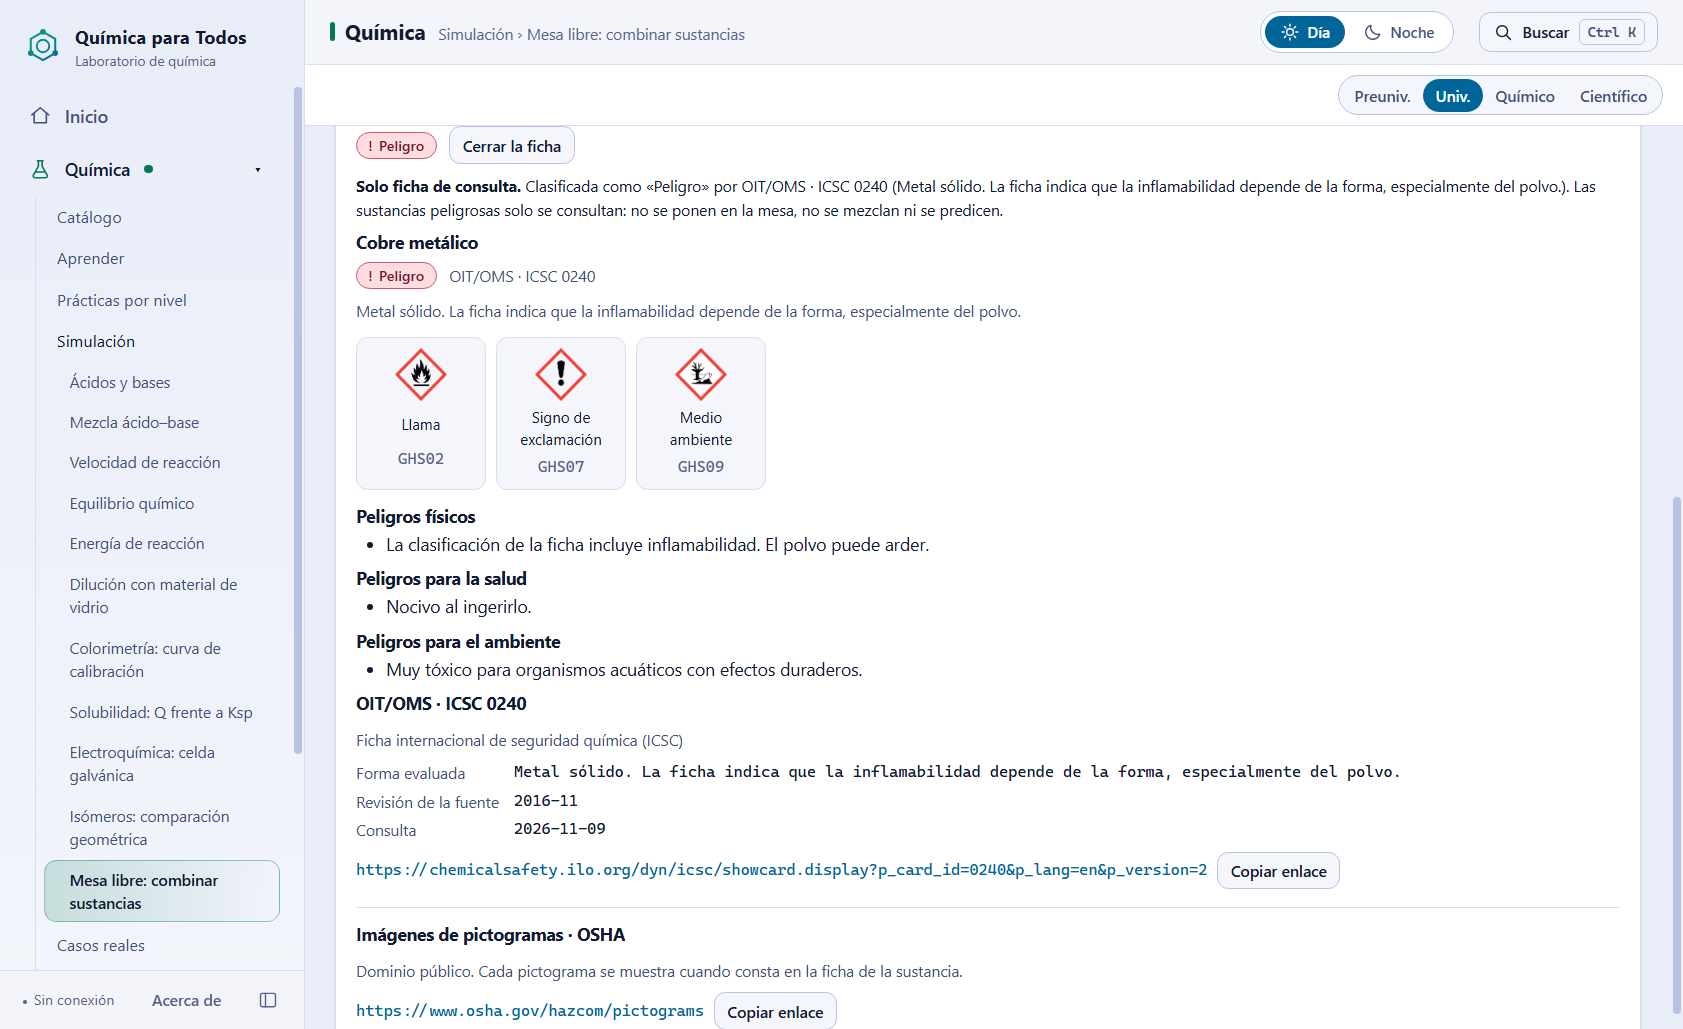 Química para Todos
Laboratorio de química
Inicio
Química
Catálogo
Aprender
Prácticas por nivel
Simulación
Ácidos y bases
Mezcla ácido–base
Velocidad de reacción
Equilibrio químico
Energía de reacción
Dilución con material de
vidrio
Colorimetría: curva de
calibración
Solubilidad: Q frente a Ksp
Electroquímica: celda
galvánica
Isómeros: comparación
geométrica
Mesa libre: combinar
sustancias
Casos reales
Sin conexión
Acerca de
Química Simulación › Mesa libre: combinar sustancias
Día Noche
Buscar Ctrl K
Preuniv. Univ. Químico Científico
! Peligro Cerrar la ficha
Solo ficha de consulta. Clasificada como «Peligro» por OIT/OMS · ICSC 0240 (Metal sólido. La ficha indica que la inflamabilidad depende de la forma, especialmente del polvo.). Las
sustancias peligrosas solo se consultan: no se ponen en la mesa, no se mezclan ni se predicen.
Cobre metálico
! Peligro OIT/OMS · ICSC 0240
Metal sólido. La ficha indica que la inflamabilidad depende de la forma, especialmente del polvo.
Llama
GHS02
Signo de
exclamación
GHS07
Medio
ambiente
GHS09
Peligros físicos
• La clasificación de la ficha incluye inflamabilidad. El polvo puede arder.
Peligros para la salud
• Nocivo al ingerirlo.
Peligros para el ambiente
• Muy tóxico para organismos acuáticos con efectos duraderos.
OIT/OMS · ICSC 0240
Ficha internacional de seguridad química (ICSC)
Forma evaluada Metal sólido. La ficha indica que la inflamabilidad depende de la forma, especialmente del polvo.
Revisión de la fuente 2016-11
Consulta 2026-11-09
https://chemicalsafety.ilo.org/dyn/icsc/showcard.display?p_card_id=0240&p_lang=en&p_version=2 Copiar enlace
Imágenes de pictogramas · OSHA
Dominio público. Cada pictograma se muestra cuando consta en la ficha de la sustancia.
https://www.osha.gov/hazcom/pictograms Copiar enlace